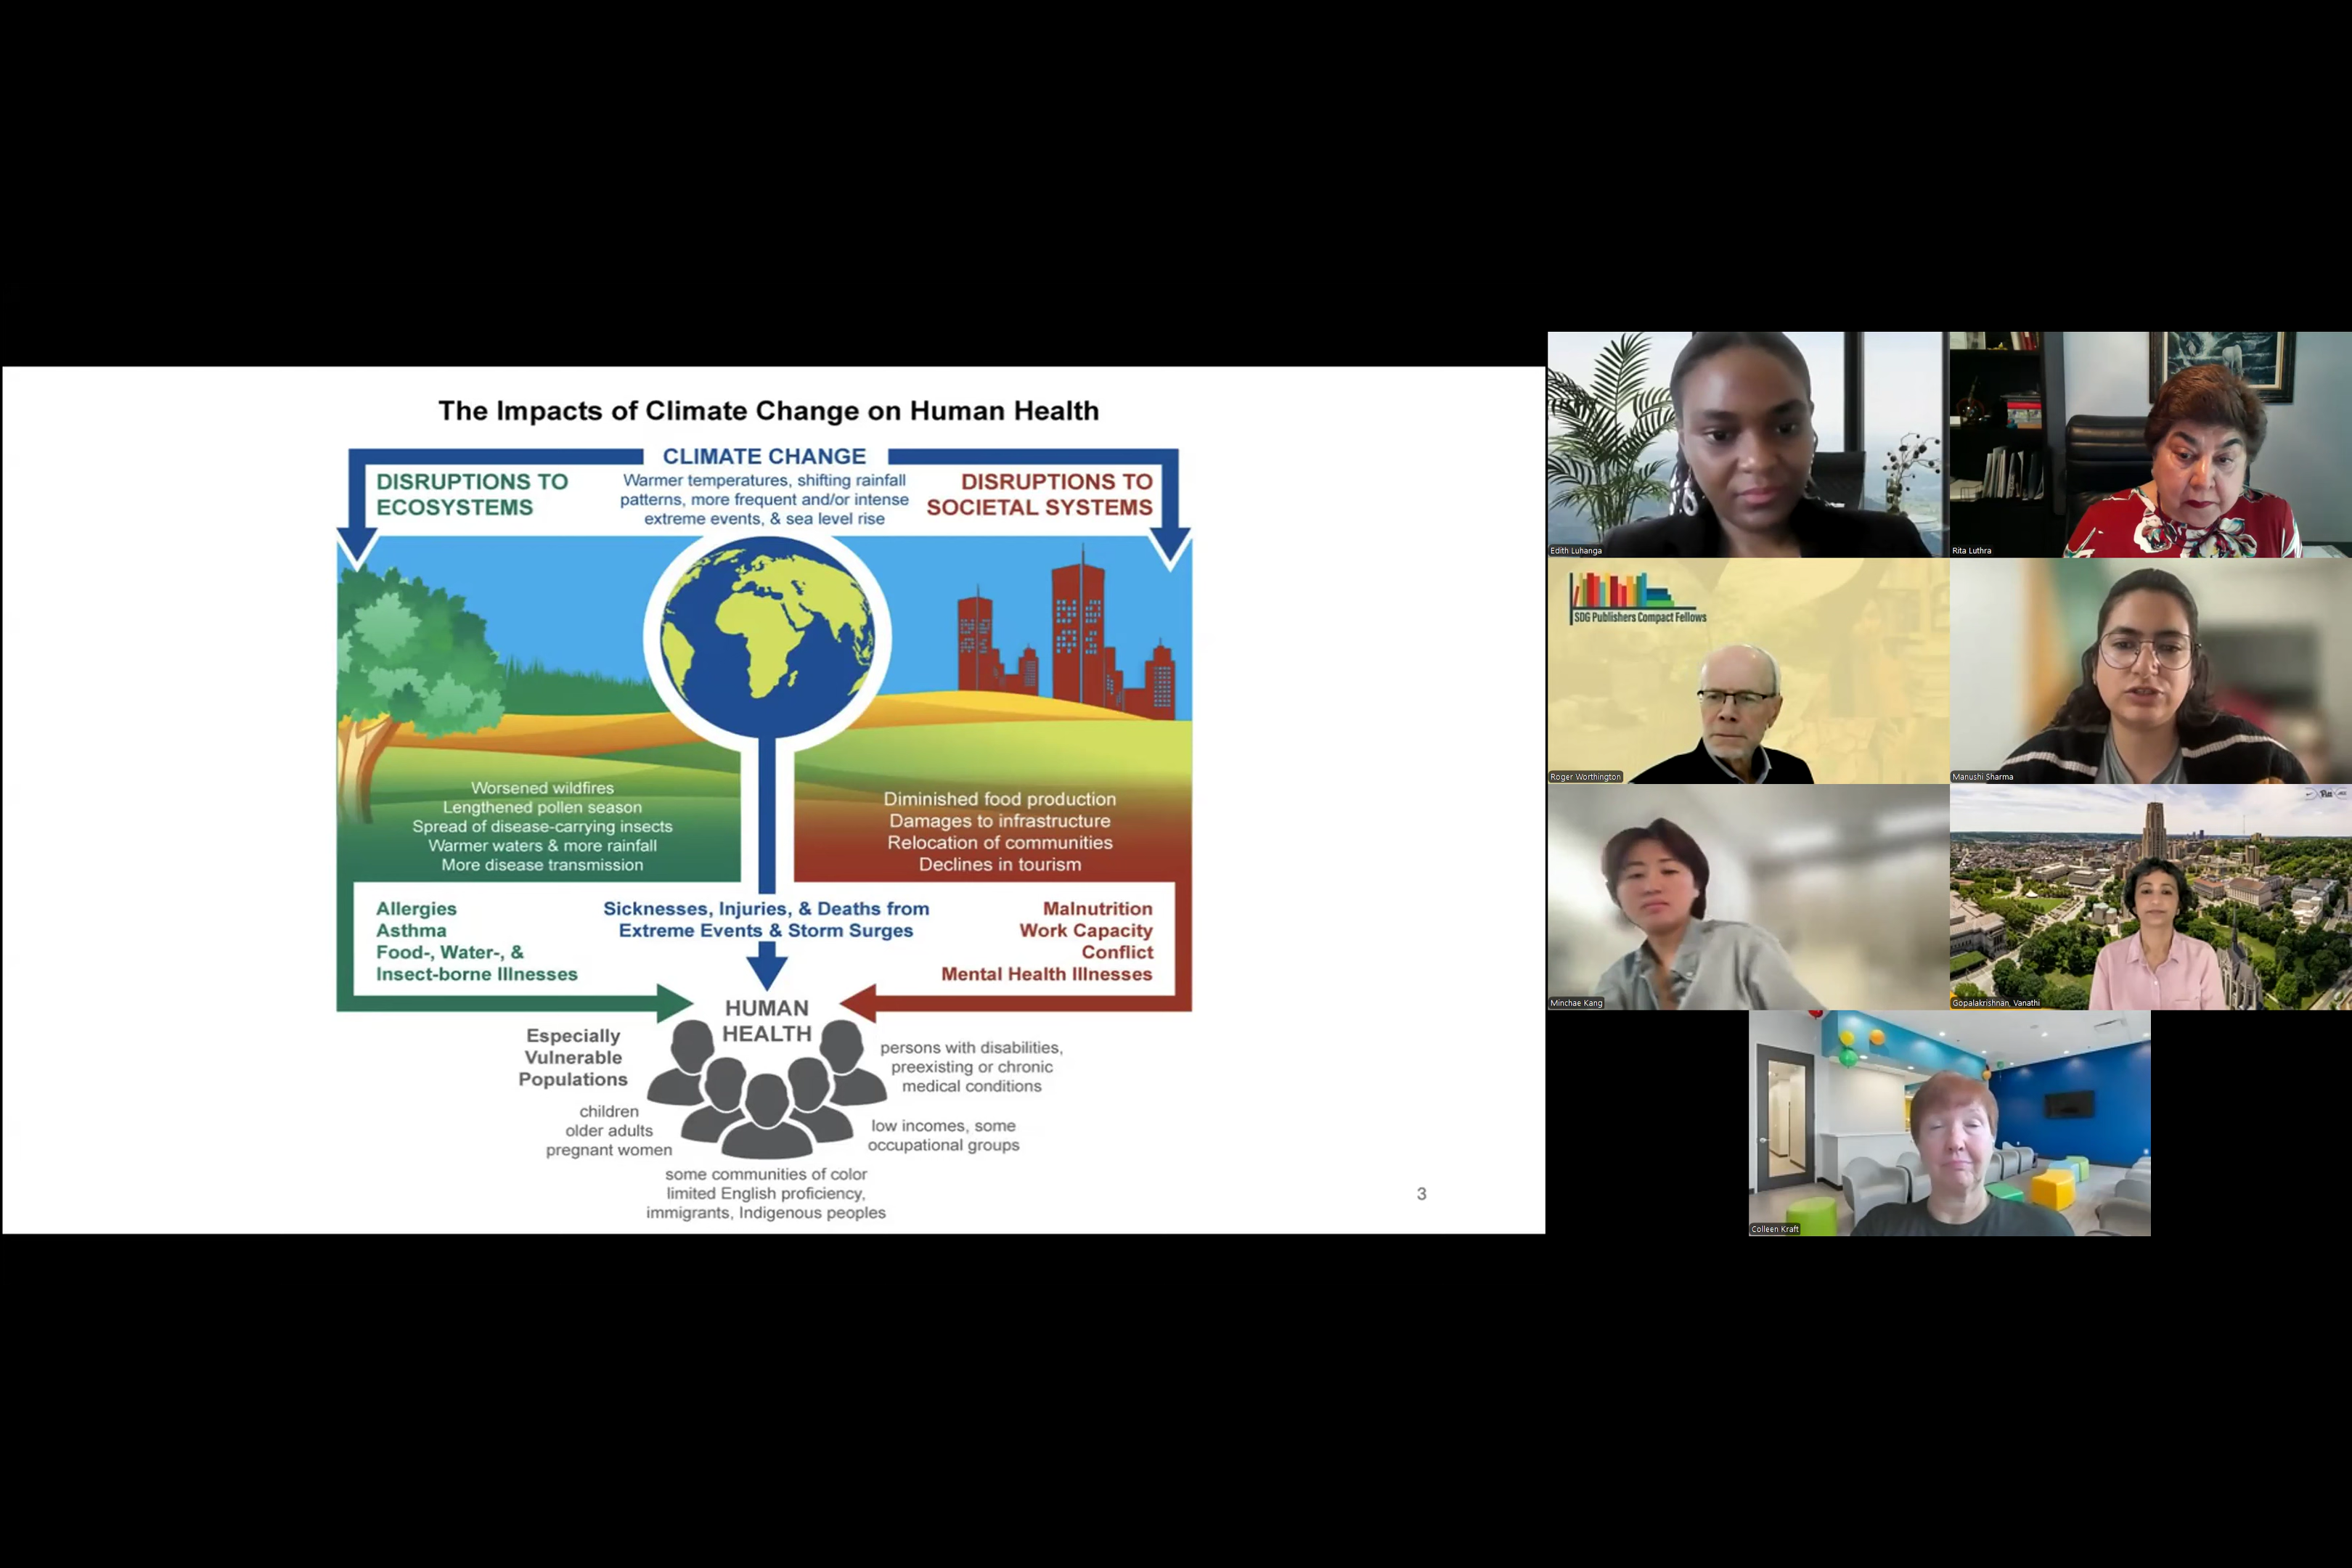 The Impacts of Climate Change on Human Health
CLIMATE CHANGE
Warmer temperatures, shifting rainfall
patterns, more frequent and/or intense
extreme events, & sea level rise
DISRUPTIONS TO
ECOSYSTEMS
DISRUPTIONS TO
SOCIETAL SYSTEMS
Worsened wildfires
Lengthened pollen season
Spread of disease-carrying insects
Warmer waters & more rainfall
More disease transmission
Diminished food production
Damages to infrastructure
Relocation of communities
Declines in tourism
Allergies
Asthma
Food-, Water-, &
Insect-borne Illnesses
Sicknesses, Injuries, & Deaths from
Extreme Events & Storm Surges
Malnutrition
Work Capacity
Conflict
Mental Health Illnesses
HUMAN
HEALTH
Especially
Vulnerable
Populations
children
older adults
pregnant women
persons with disabilities,
preexisting or chronic
medical conditions
low incomes, some
occupational groups
some communities of color
limited English proficiency,
immigrants, Indigenous peoples
3
Edith Luhanga
Rita Luthra
SDG Publishers Compact Fellows
Roger Worthington
Manushi Sharma
Minchae Kang
Pitt
Gopalakrishnan, Vanathi
Colleen Kraft